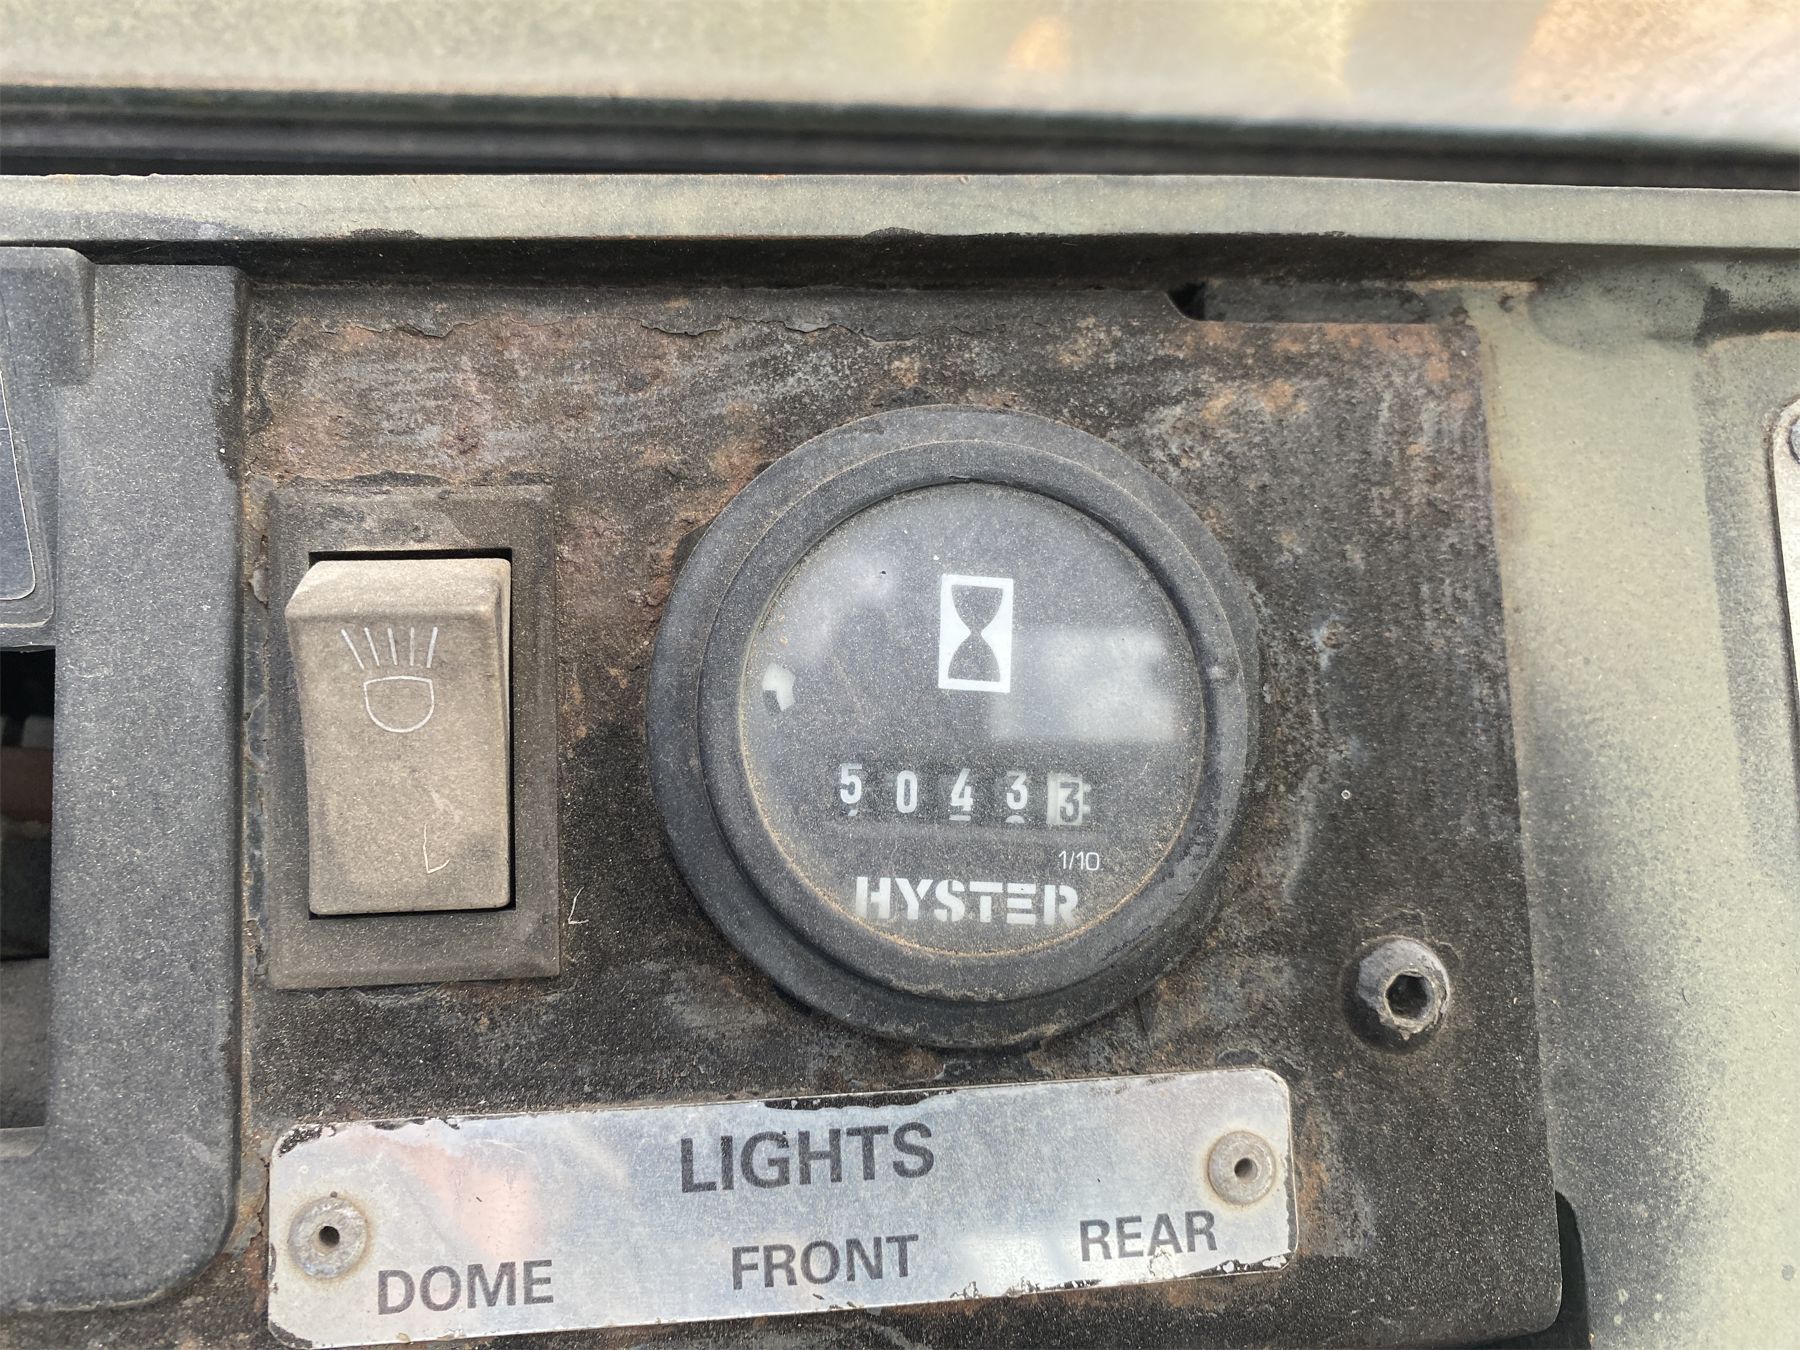 50433
1/10
HYSTER
LIGHTS
DOME FRONT REAR